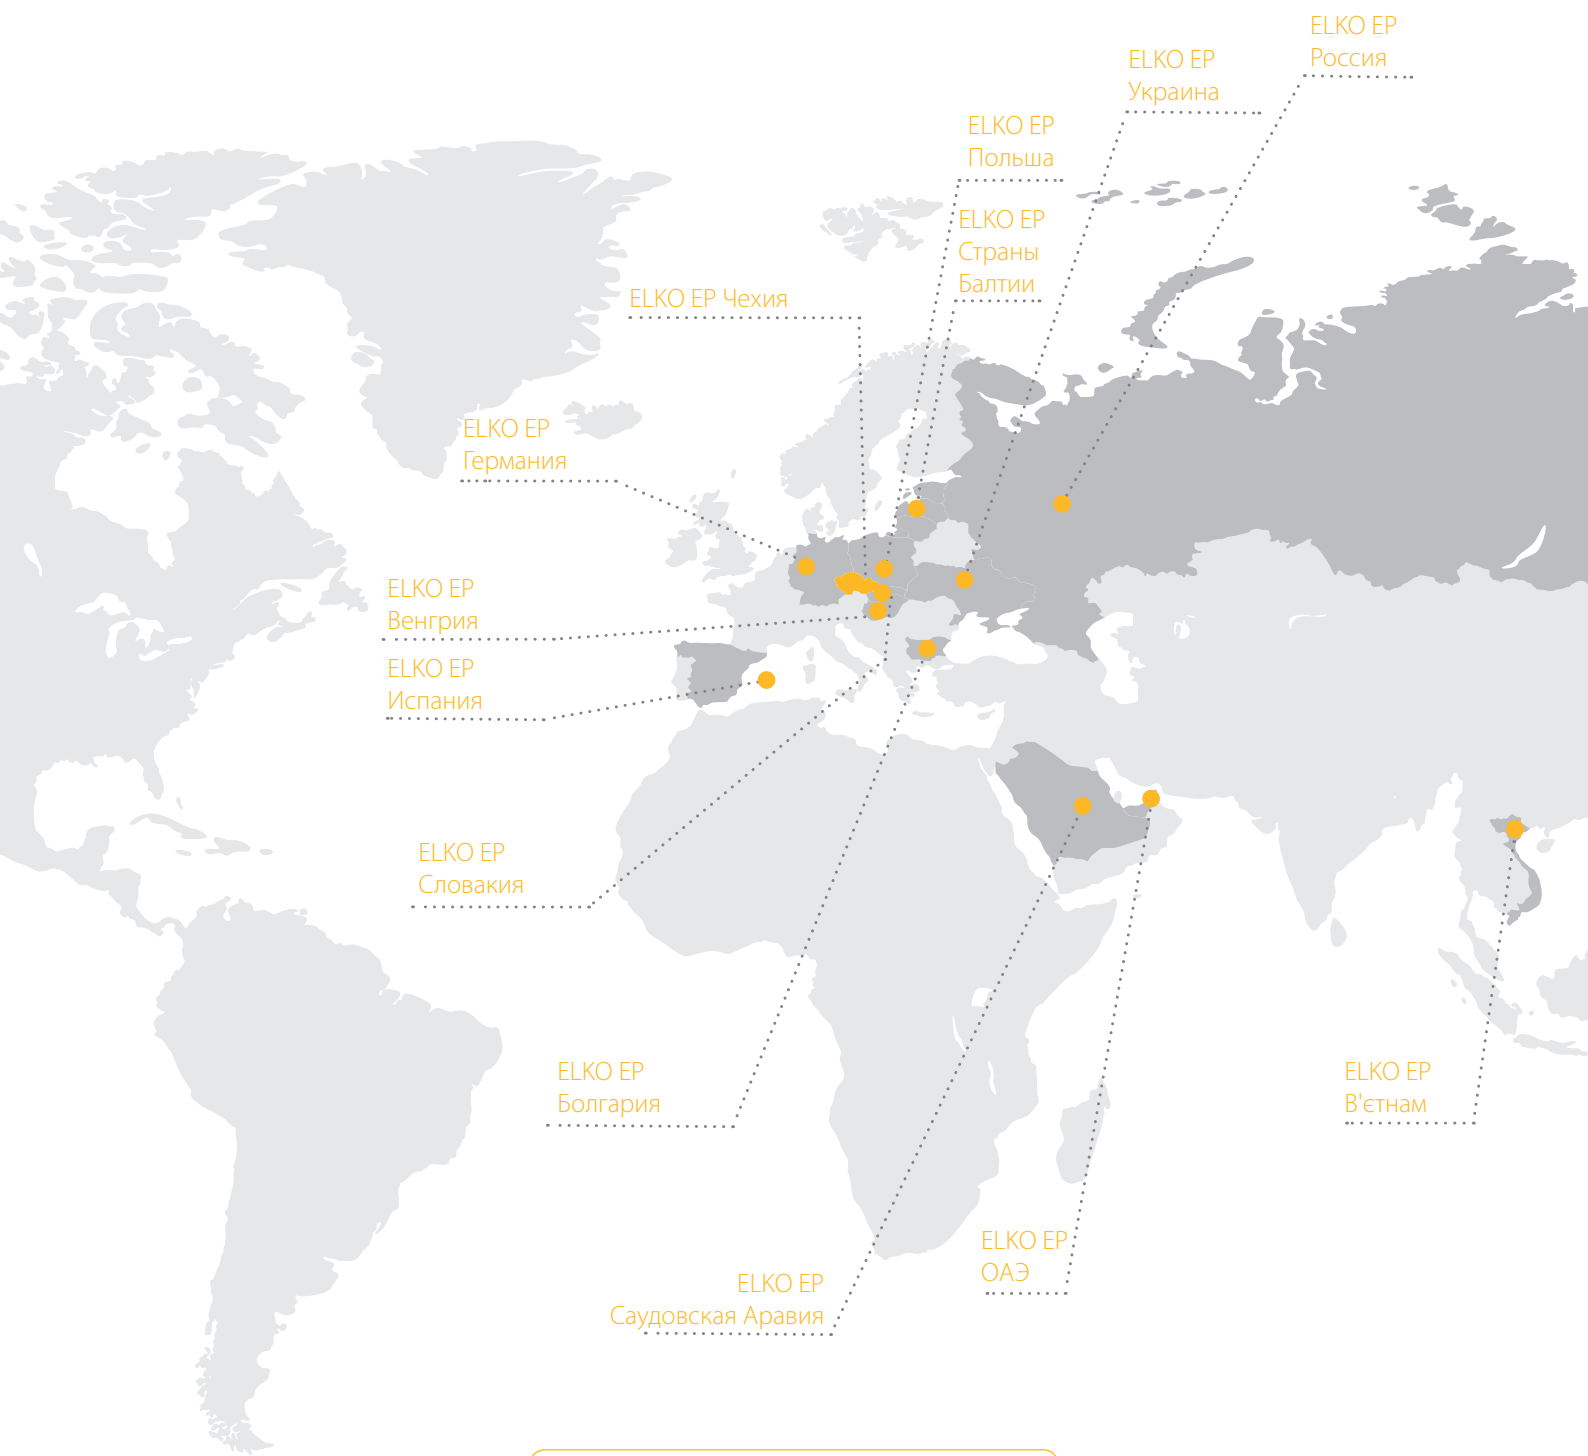 ELKO EP
Россия
ELKO EP
Украина
ELKO EP
Польша
ELKO EP
Страны
Балтии
ELKO EP Чехия
ELKO EP
Германия
ELKO EP
Венгрия
ELKO EP
Испания
ELKO EP
Словакия
ELKO EP
Болгария
ELKO EP
В'єтнам
ELKO EP
ОАЭ
ELKO EP
Саудовская Аравия